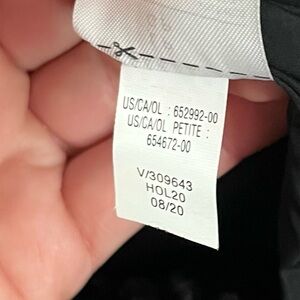 US/CA/OL : 652992-00
US/CA/OL PETITE :
654672-00
V/309643
HOL20
08/20